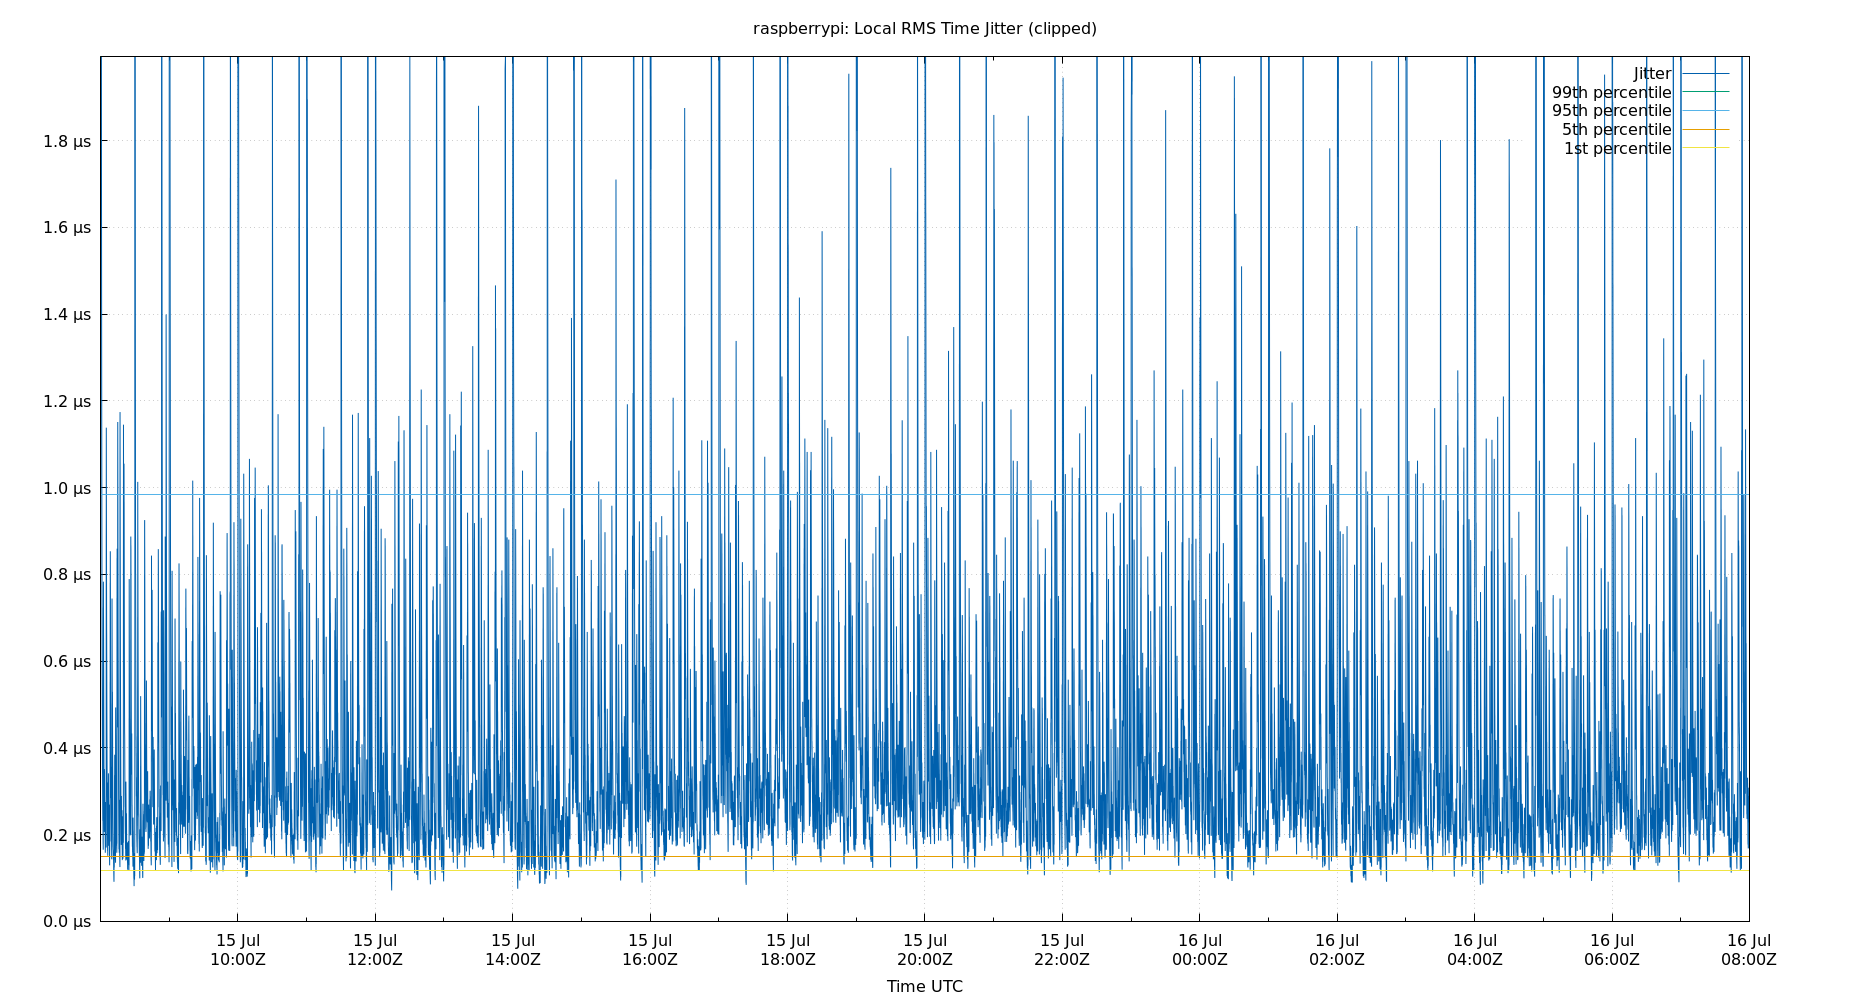 raspberrypi: Local RMS Time Jitter (clipped)
Jitter
99th percentile
95th percentile
5th percentile
1st percentile
1.8 µs
1.6 µs
1.4 µs
1.2 µs
1.0 µs
0.8 µs
0.6 µs
0.4 µs
0.2 µs
0.0 µs
15 Jul 15 Jul 15 Jul 15 Jul 15 Jul 15 Jul 15 Jul 16 Jul 16 Jul 16 Jul 16 Jul 16 Jul
10:00Z 12:00Z 14:00Z 16:00Z 18:00Z 20:00Z 22:00Z 00:00Z 02:00Z 04:00Z 06:00Z 08:00Z
Time UTC